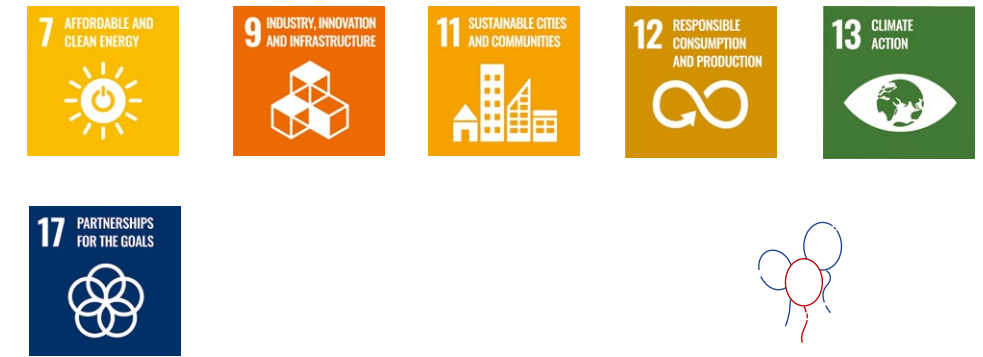 7 AFFORDABLE AND
CLEAN ENERGY
9 INDUSTRY, INNOVATION
AND INFRASTRUCTURE
11 SUSTAINABLE CITIES
AND COMMUNITIES
12 RESPONSIBLE
CONSUMPTION
AND PRODUCTION
13 CLIMATE
ACTION
17 PARTNERSHIPS
FOR THE GOALS